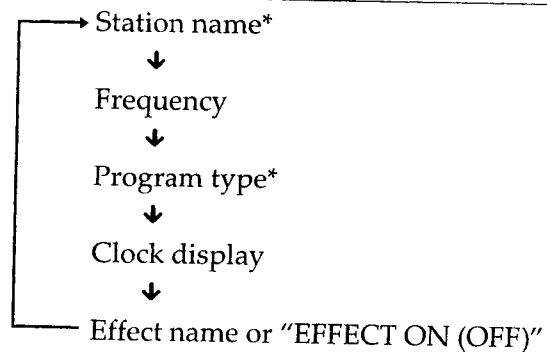 Station name*
Frequency
Program type*
Clock display
Effect name or “EFFECT ON (OFF)”